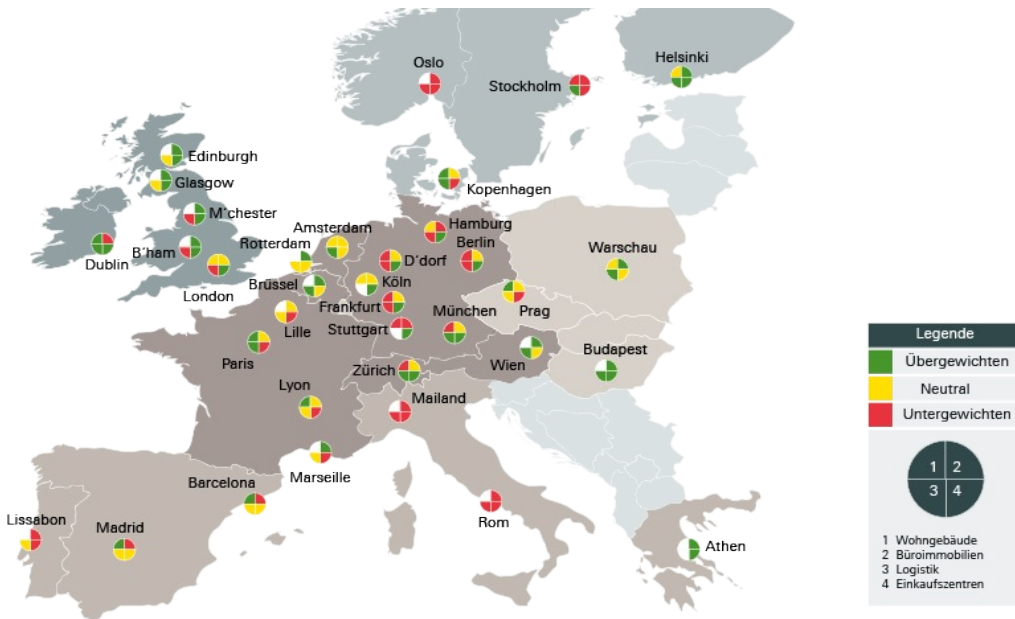 Oslo
Helsinki
Stockholm
Edinburgh
Glasgow
Kopenhagen
M'chester
Amsterdam
Hamburg
Rotterdam
Berlin
B'ham
Warschau
D'dorf
Dublin
Brüssel
Köln
London
Frankfurt
München
Prag
Lille
Stuttgart
Budapest
Paris
Wien
Zürich
Lyon
Mailand
Marseille
Barcelona
Lissabon
Madrid
Rom
Athen
Legende
Übergewichten
Neutral
Untergewichten
1 2
3 4
1 Wohngebäude
2 Büroimmobilien
3 Logistik
4 Einkaufszentren